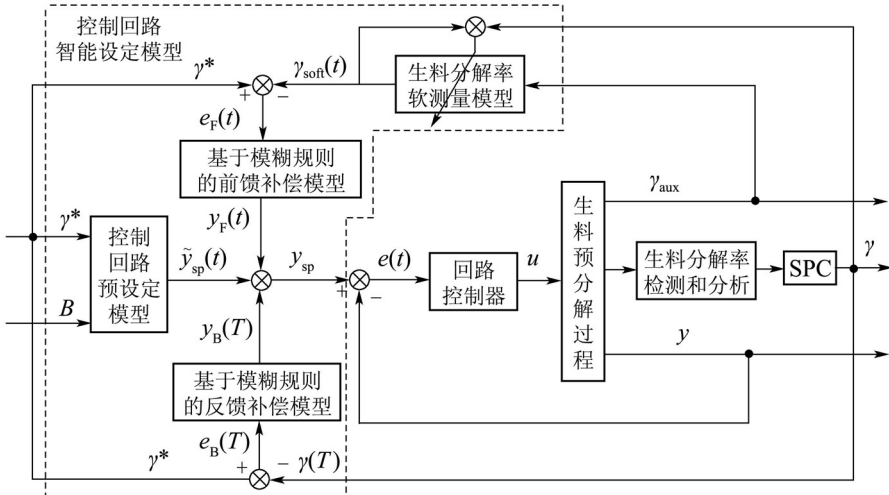 控制回路
智能设定模型
γ*
γsoft(t)
生料分解率
软测量模型
+
−
eF(t)
基于模糊规则
的前馈补偿模型
γaux
yF(t)
γ*
控制
回路
预设定
模型
ỹsp(t)
ysp
e(t)
回路
控制器
u
生料预分解过程
生料分解率
检测和分析
SPC
γ
+
−
B
yB(T)
y
基于模糊规则
的反馈补偿模型
eB(T)
γ*
+
−
γ(T)